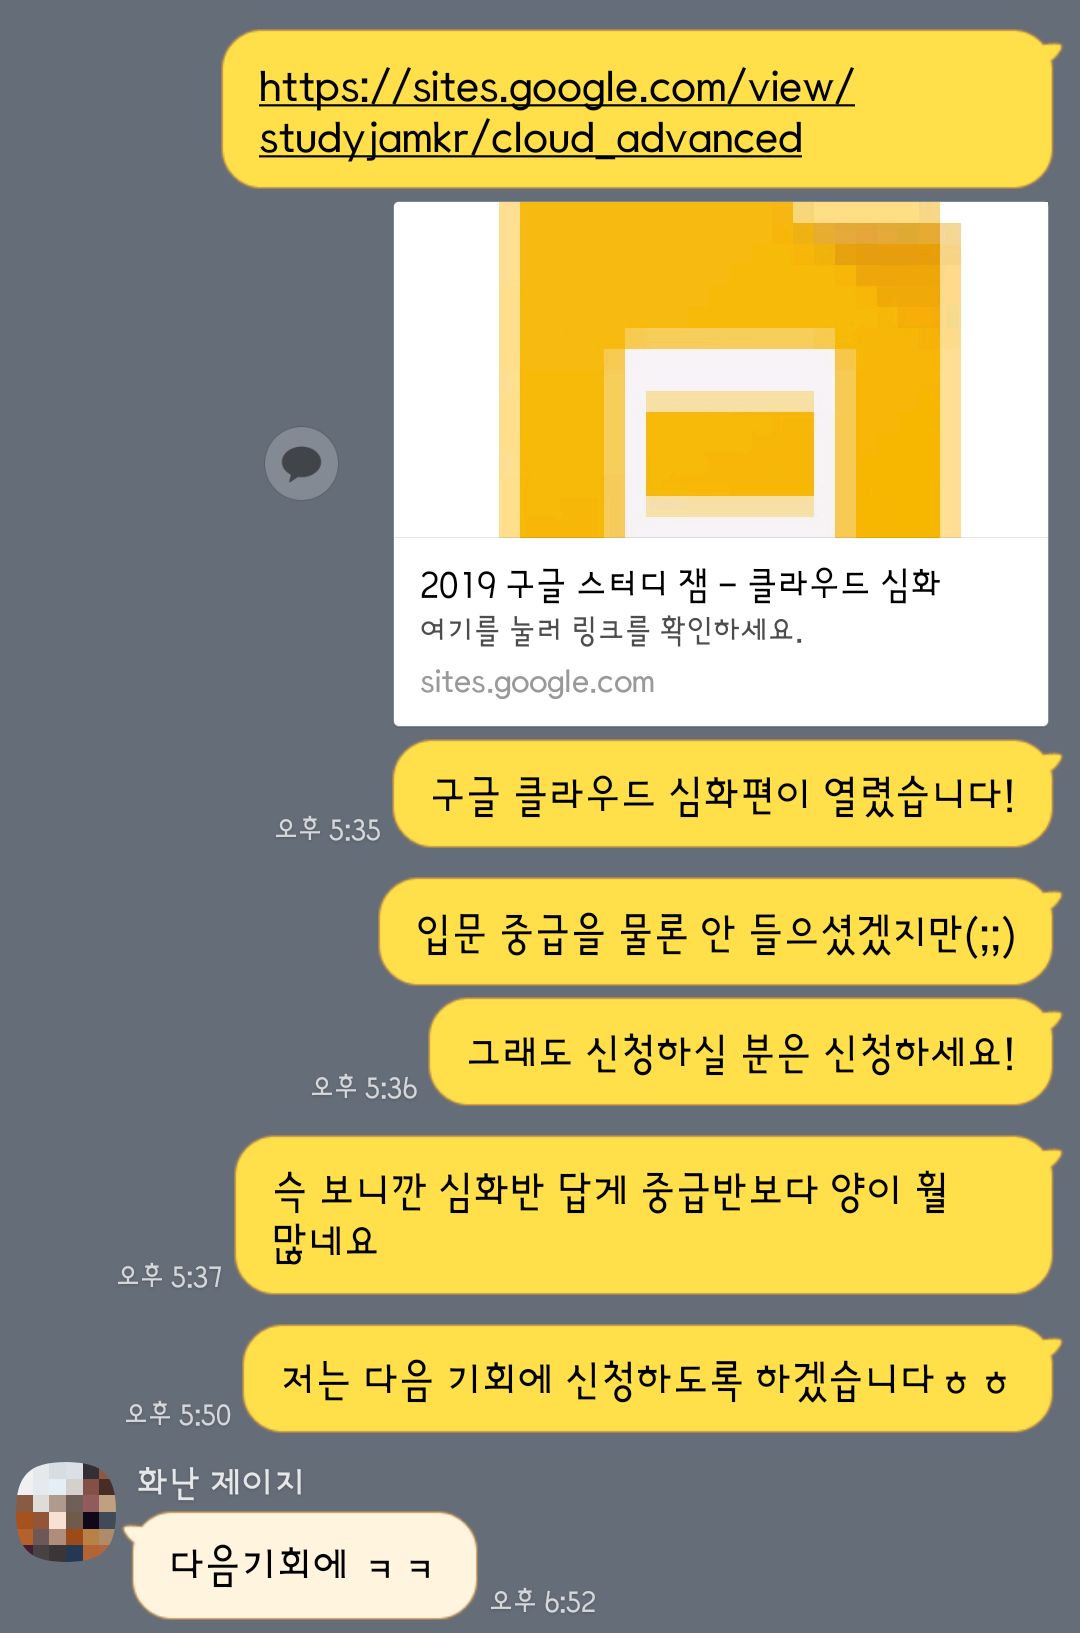 https://sites.google.com/view/
studyjamkr/cloud_advanced
2019 구글 스터디 잼 - 클라우드 심화
여기를 눌러 링크를 확인하세요.
sites.google.com
구글 클라우드 심화편이 열렸습니다!
오후 5:35
입문 중급을 물론 안 들으셨겠지만(;;)
그래도 신청하실 분은 신청하세요!
오후 5:36
슥 보니깐 심화반 답게 중급반보다 양이 훨
많네요
오후 5:37
저는 다음 기회에 신청하도록 하겠습니다ㅎㅎ
오후 5:50
화난 제이지
다음기회에 ㅋㅋ
오후 6:52